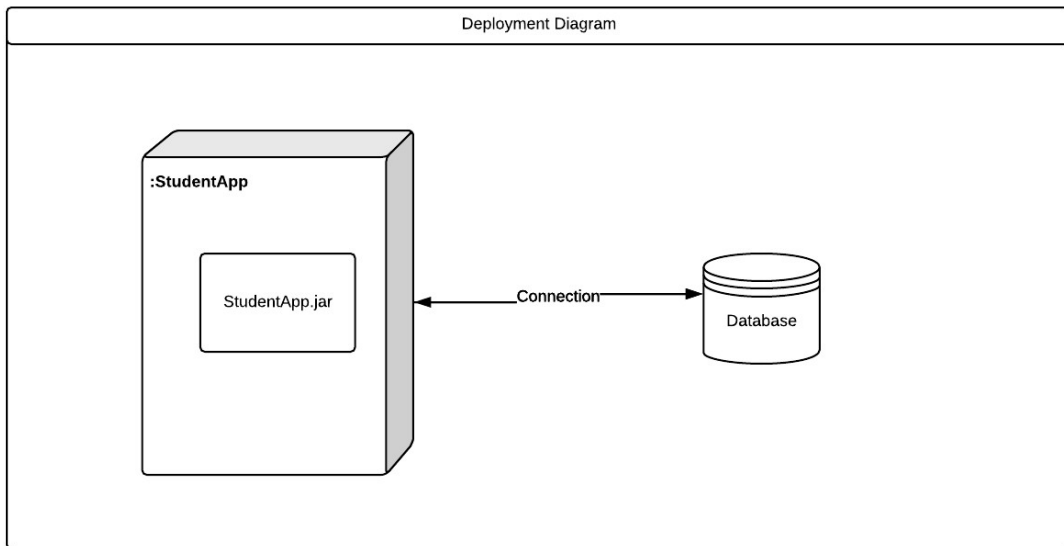 Deployment Diagram
:StudentApp
StudentApp.jar
Connection
Database